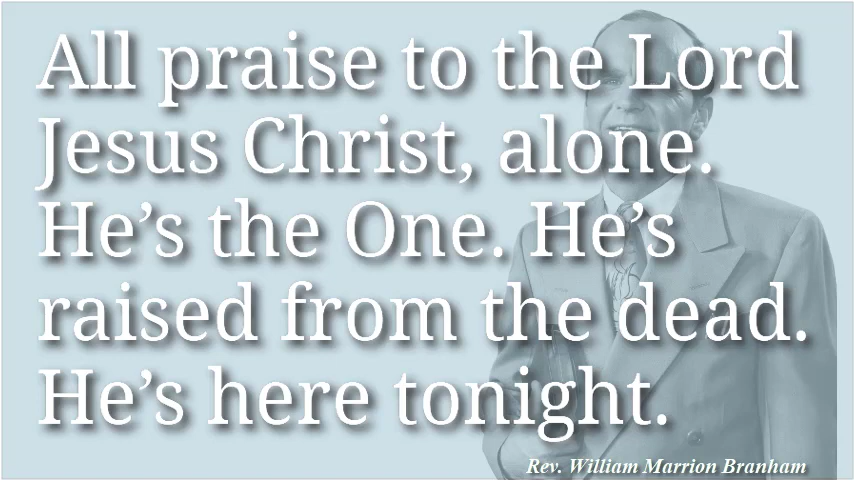 All praise to the Lord
Jesus Christ, alone.
He’s the One. He’s
raised from the dead.
He’s here tonight.
Rev. William Marrion Branham